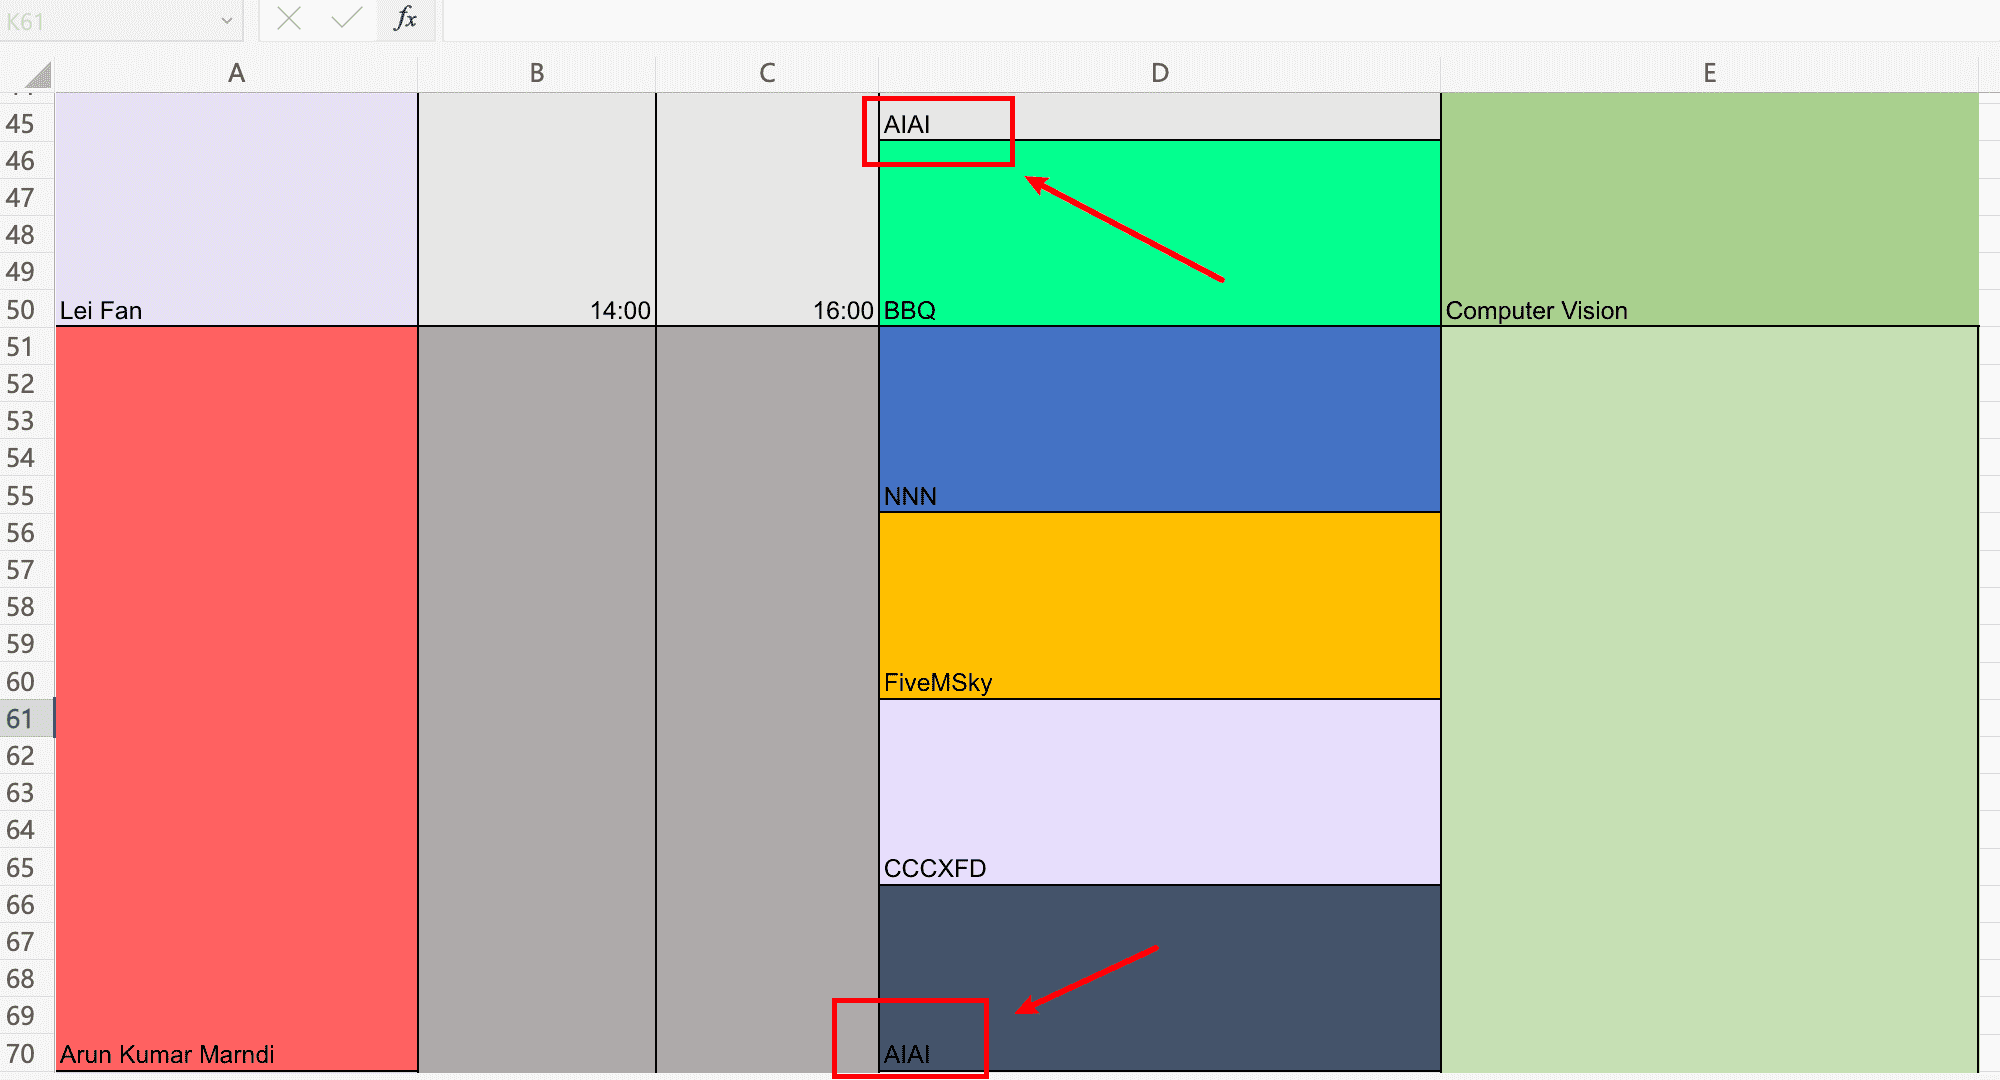 K61 fx
A B C D E
45 AIAI
46
47
48
49
50 Lei Fan 14:00 16:00 BBQ Computer Vision
51
52
53
54
55 NNN
56
57
58
59
60 FiveMSky
61
62
63
64
65 CCCXFD
66
67
68
69
70 Arun Kumar Marndi AIAI